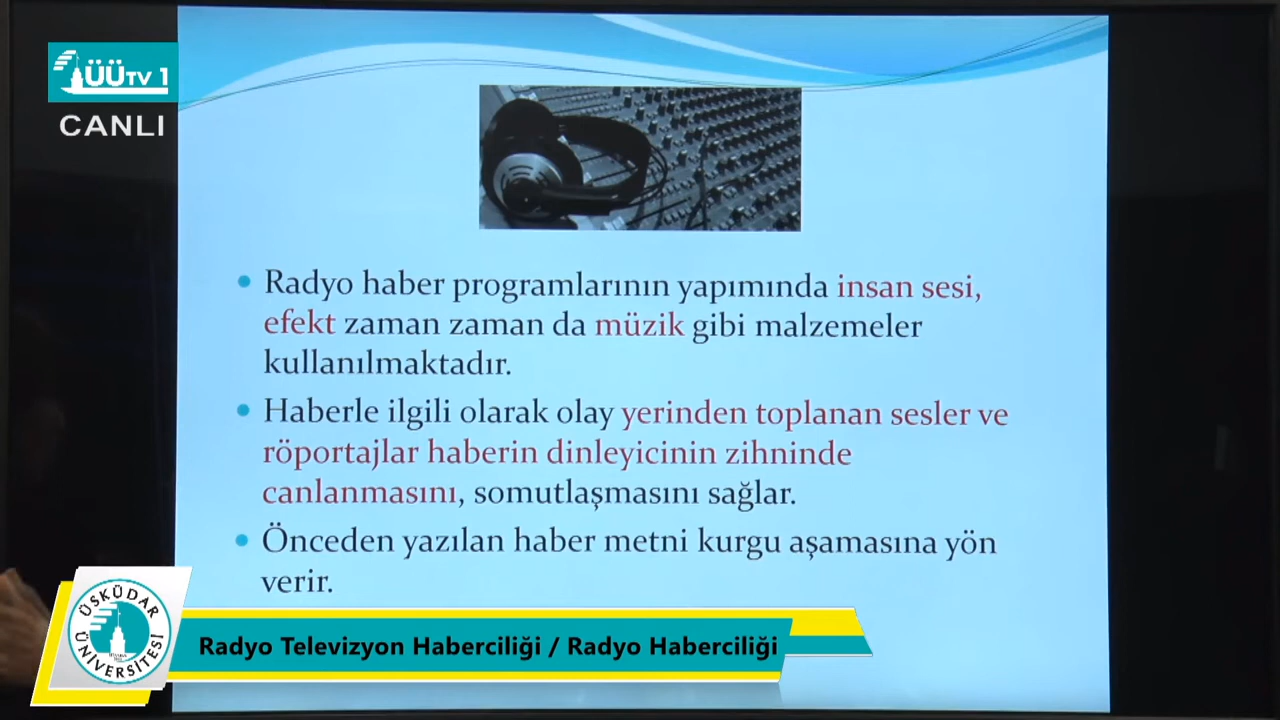 ÜÜTV 1
CANLI
• Radyo haber programlarının yapımında insan sesi,
efekt zaman zaman da müzik gibi malzemeler
kullanılmaktadır.
• Haberle ilgili olarak olay yerinden toplanan sesler ve
röportajlar haberin dinleyicinin zihninde
canlanmasını, somutlaşmasını sağlar.
• Önceden yazılan haber metni kurgu aşamasına yön
verir.
ÜSKÜDAR
ÜNİVERSİTESİ
Radyo Televizyon Haberciliği / Radyo Haberciliği